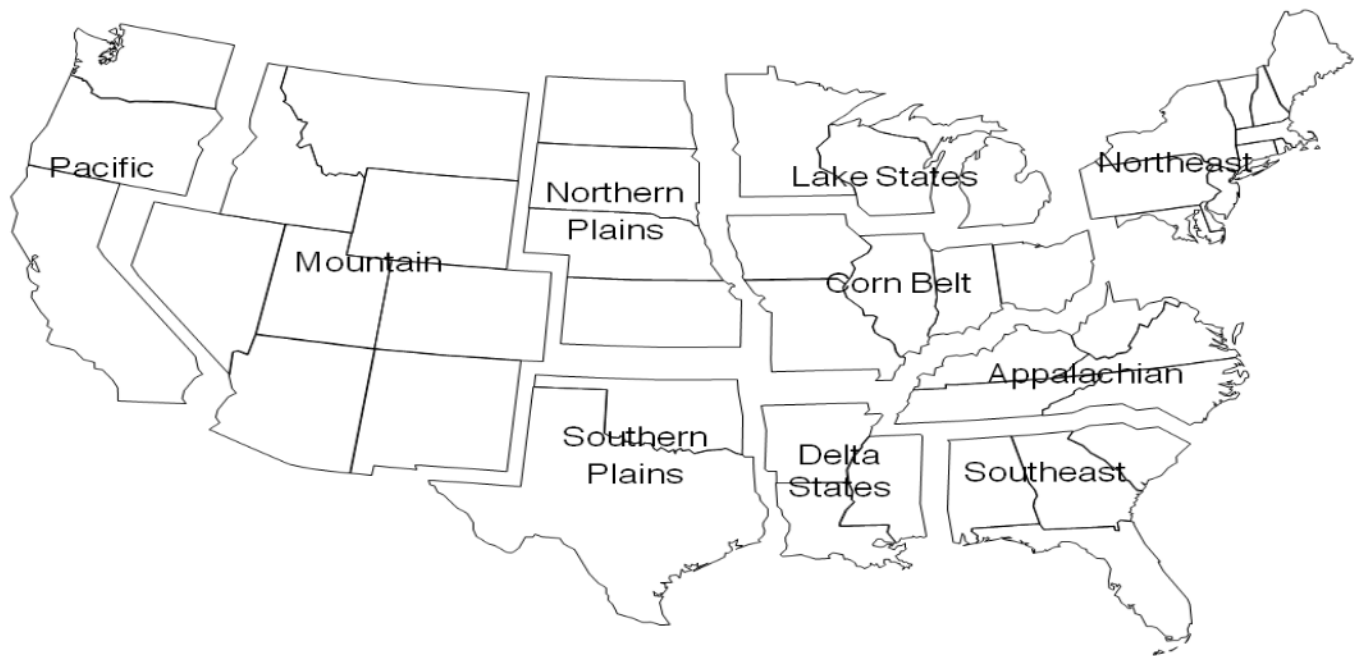 Pacific
Mountain
Northern
Plains
Lake States
Northeast
Corn Belt
Appalachian
Southern
Plains
Delta
States
Southeast